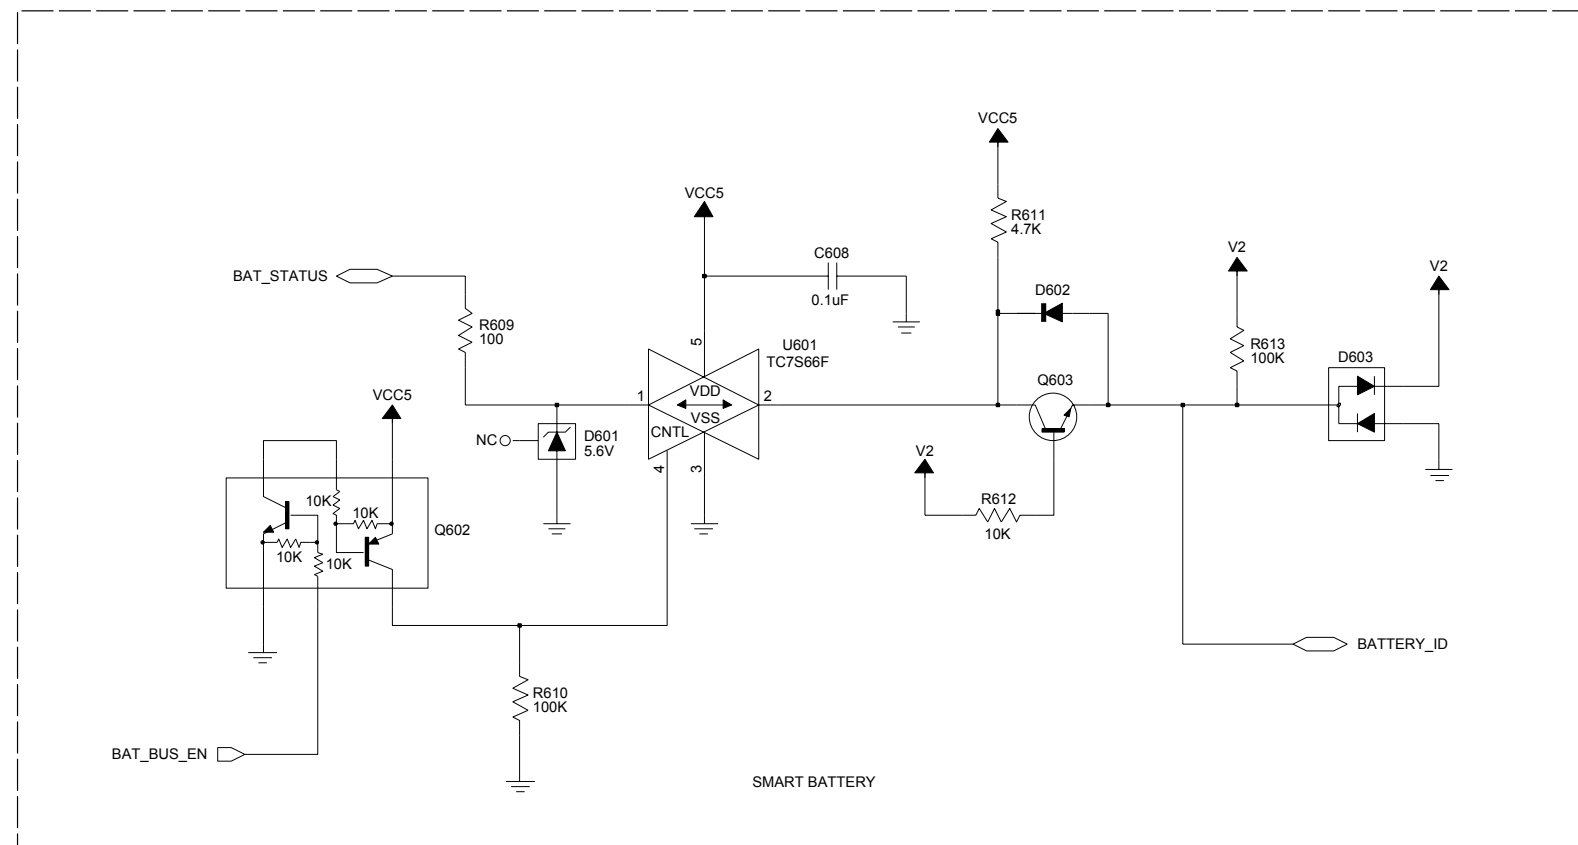 VCC5
VCC5
R611
4.7K
V2
V2
C608
0.1uF
BAT_STATUS
D602
R609
100
5
U601
TC7S66F
R613
100K
D603
VCC5
1
VDD
2
Q603
VSS
CNTL
NC
D601
5.6V
4
3
V2
10K
10K
R612
10K
Q602
10K
10K
BATTERY_ID
R610
100K
BAT_BUS_EN
SMART BATTERY